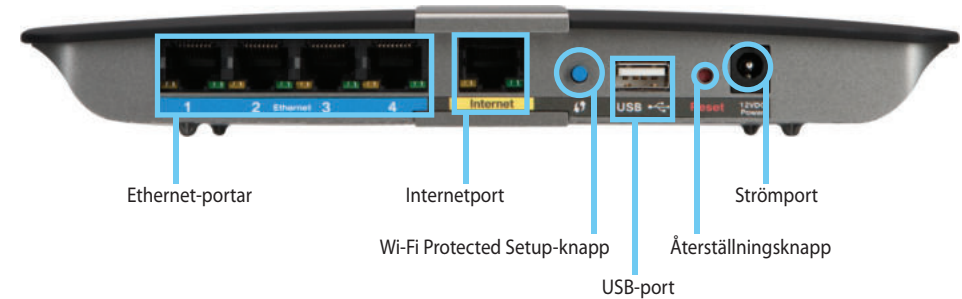 1 2 Ethernet 3 4
Internet
USB
Reset
12VDC
Power
Ethernet-portar
Internetport
Strömport
Wi-Fi Protected Setup-knapp
Återställningsknapp
USB-port